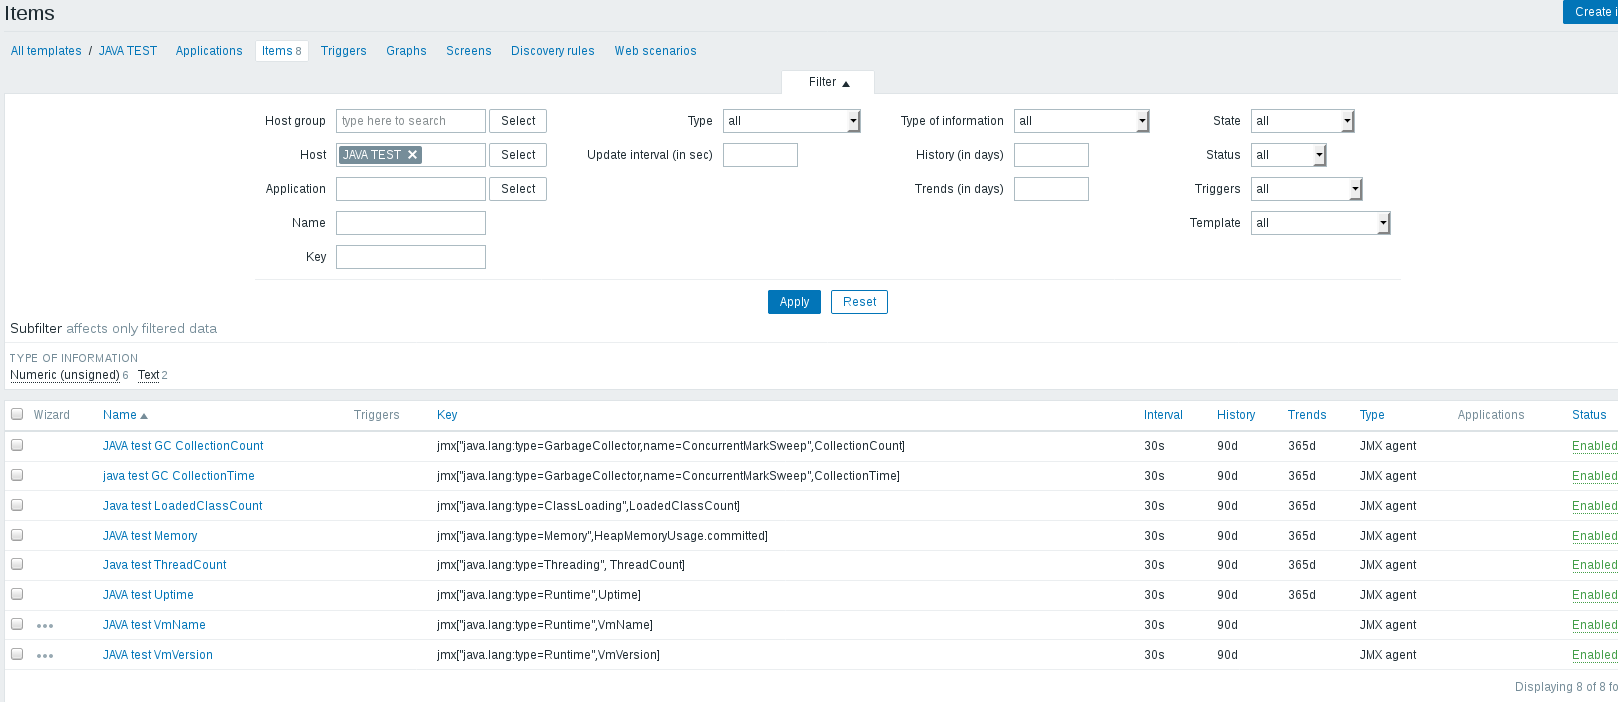 Items
Create i
All templates / JAVA TEST Applications Items 8 Triggers Graphs Screens Discovery rules Web scenarios
Filter ▲
Host group type here to search Select Type all Type of information all State all
Host JAVA TEST ✕ Select Update interval (in sec) History (in days) Status all
Application Select Trends (in days) Triggers all
Name Template all
Key
Apply Reset
Subfilter affects only filtered data
TYPE OF INFORMATION
Numeric (unsigned) 6 Text 2
Wizard Name ▲ Triggers Key Interval History Trends Type Applications Status
JAVA test GC CollectionCount jmx["java.lang:type=GarbageCollector,name=ConcurrentMarkSweep",CollectionCount] 30s 90d 365d JMX agent Enabled
java test GC CollectionTime jmx["java.lang:type=GarbageCollector,name=ConcurrentMarkSweep",CollectionTime] 30s 90d 365d JMX agent Enabled
Java test LoadedClassCount jmx["java.lang:type=ClassLoading",LoadedClassCount] 30s 90d 365d JMX agent Enabled
JAVA test Memory jmx["java.lang:type=Memory",HeapMemoryUsage.committed] 30s 90d 365d JMX agent Enabled
Java test ThreadCount jmx["java.lang:type=Threading", ThreadCount] 30s 90d 365d JMX agent Enabled
JAVA test Uptime jmx["java.lang:type=Runtime",Uptime] 30s 90d 365d JMX agent Enabled
JAVA test VmName jmx["java.lang:type=Runtime",VmName] 30s 90d JMX agent Enabled
JAVA test VmVersion jmx["java.lang:type=Runtime",VmVersion] 30s 90d JMX agent Enabled
Displaying 8 of 8 fo